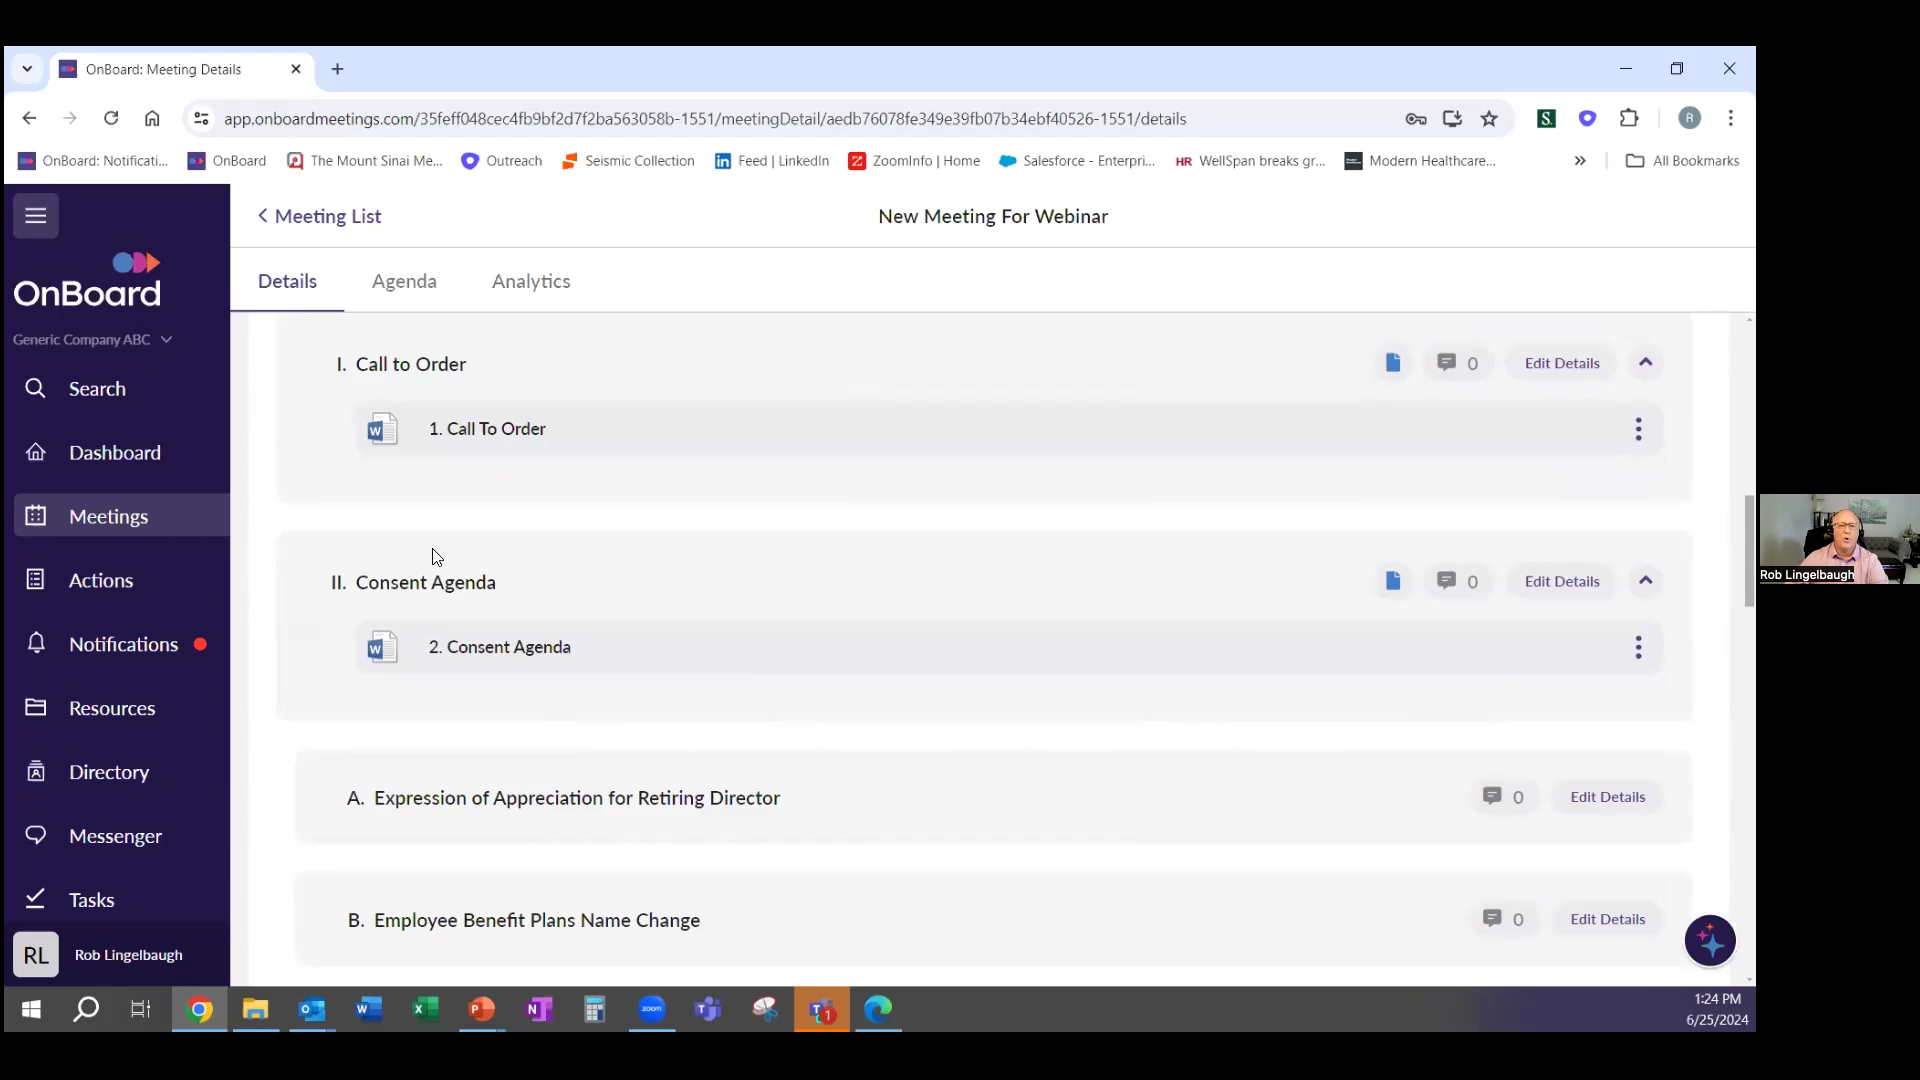 OnBoard: Meeting Details
app.onboardmeetings.com/35feff048cec4fb9bf2d7f2ba563058b-1551/meetingDetail/aedb76078fe349e39fb07b34ebf40526-1551/details
S. R
OnBoard: Notificati... OnBoard The Mount Sinai Me... Outreach Seismic Collection Feed | LinkedIn ZoomInfo | Home Salesforce - Enterpri... HR WellSpan breaks gr... Modern Healthcare... All Bookmarks
Meeting List
New Meeting For Webinar
OnBoard
Generic Company ABC
Search
Dashboard
Meetings
Actions
Notifications
Resources
Directory
Messenger
Tasks
RL Rob Lingelbaugh
Details Agenda Analytics
I. Call to Order 0 Edit Details
1. Call To Order
II. Consent Agenda 0 Edit Details
2. Consent Agenda
A. Expression of Appreciation for Retiring Director 0 Edit Details
B. Employee Benefit Plans Name Change 0 Edit Details
Rob Lingelbaugh
zoom
1
1:24 PM
6/25/2024